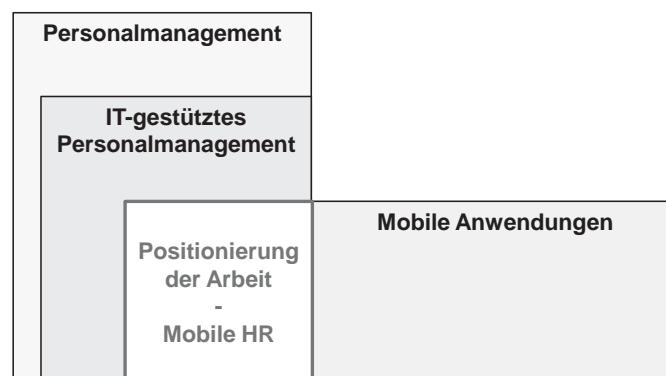 Personalmanagement
IT-gestütztes
Personalmanagement
Mobile Anwendungen
Positionierung
der Arbeit
-
Mobile HR